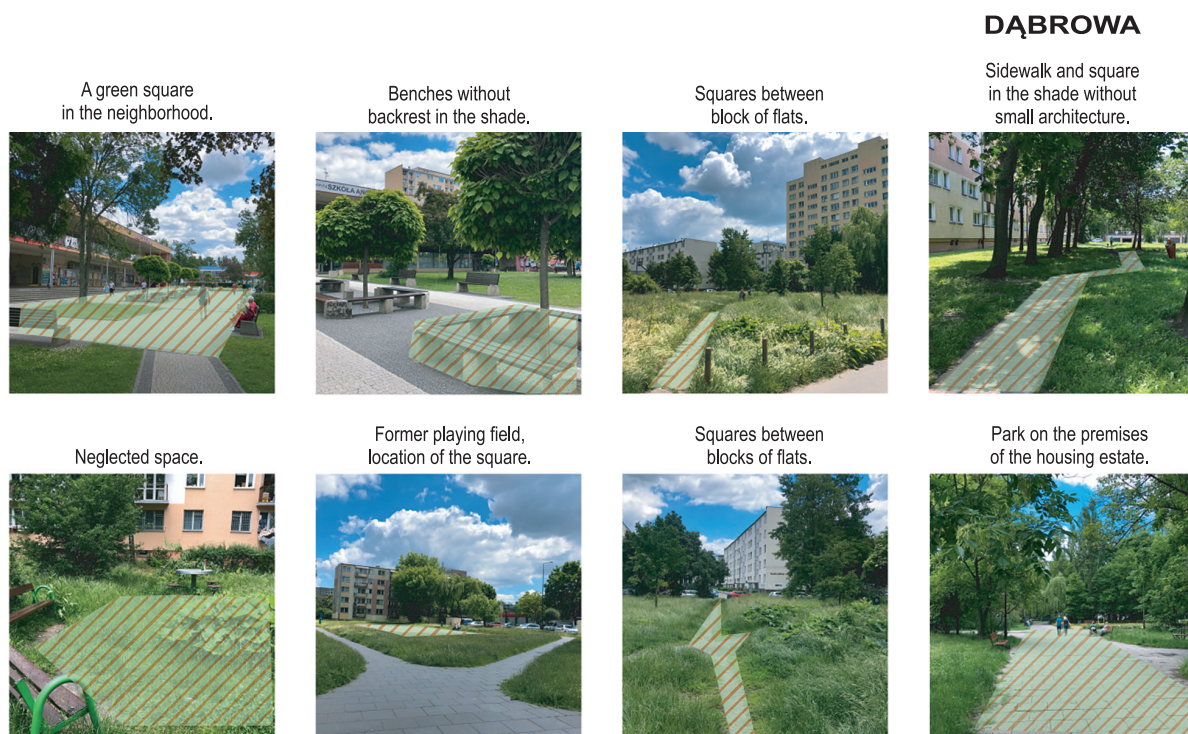 DĄBROWA
A green square
in the neighborhood.
Benches without
backrest in the shade.
Squares between
block of flats.
Sidewalk and square
in the shade without
small architecture.
SZKOŁA
Neglected space.
Former playing field,
location of the square.
Squares between
blocks of flats.
Park on the premises
of the housing estate.